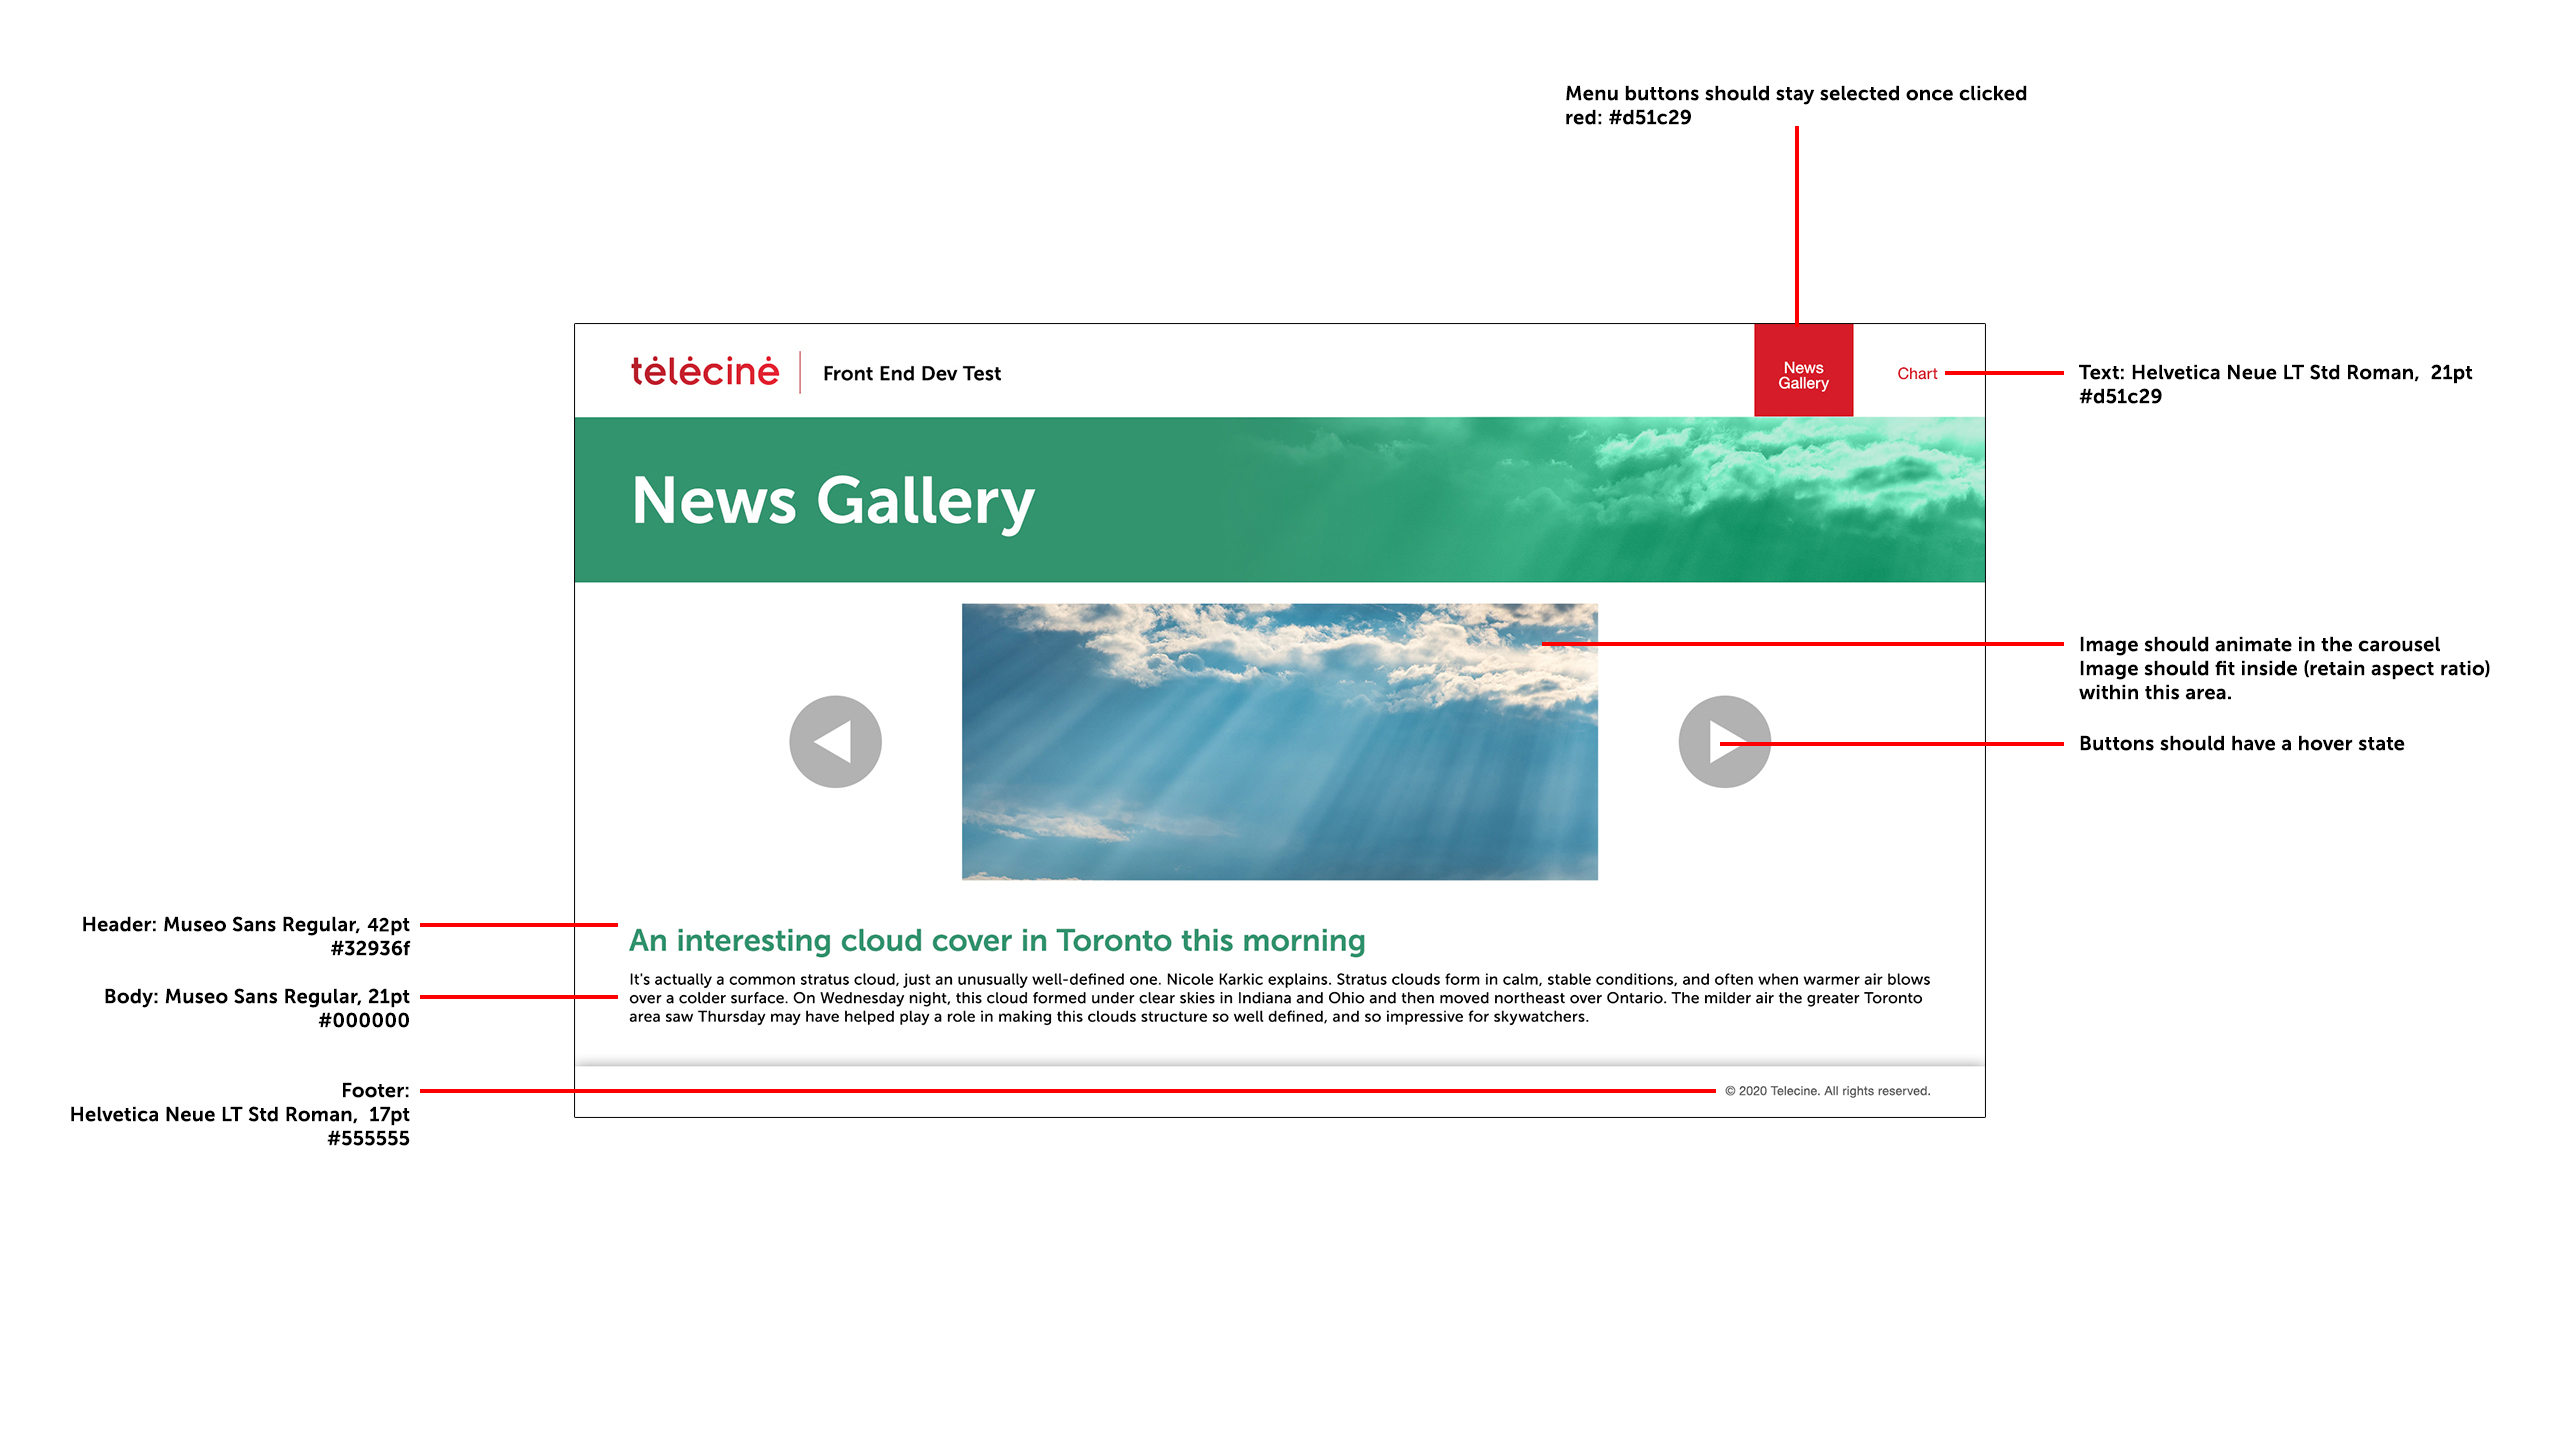 Menu buttons should stay selected once clicked
red: #d51c29
tėlėcinė
Front End Dev Test
News
Gallery
Chart
Text: Helvetica Neue LT Std Roman,  21pt
#d51c29
News Gallery
Image should animate in the carousel
Image should fit inside (retain aspect ratio)
within this area.
Buttons should have a hover state
Header: Museo Sans Regular, 42pt
#32936f
An interesting cloud cover in Toronto this morning
Body: Museo Sans Regular, 21pt
#000000
It's actually a common stratus cloud, just an unusually well-defined one. Nicole Karkic explains. Stratus clouds form in calm, stable conditions, and often when warmer air blows
over a colder surface. On Wednesday night, this cloud formed under clear skies in Indiana and Ohio and then moved northeast over Ontario. The milder air the greater Toronto
area saw Thursday may have helped play a role in making this clouds structure so well defined, and so impressive for skywatchers.
Footer:
Helvetica Neue LT Std Roman,  17pt
#555555
© 2020 Telecine. All rights reserved.